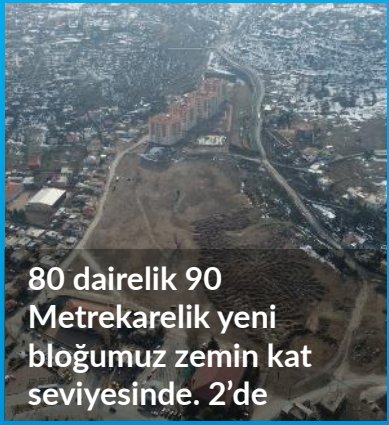 80 dairelik 90
Metrekarelik yeni
bloğumuz zemin kat
seviyesinde. 2’de